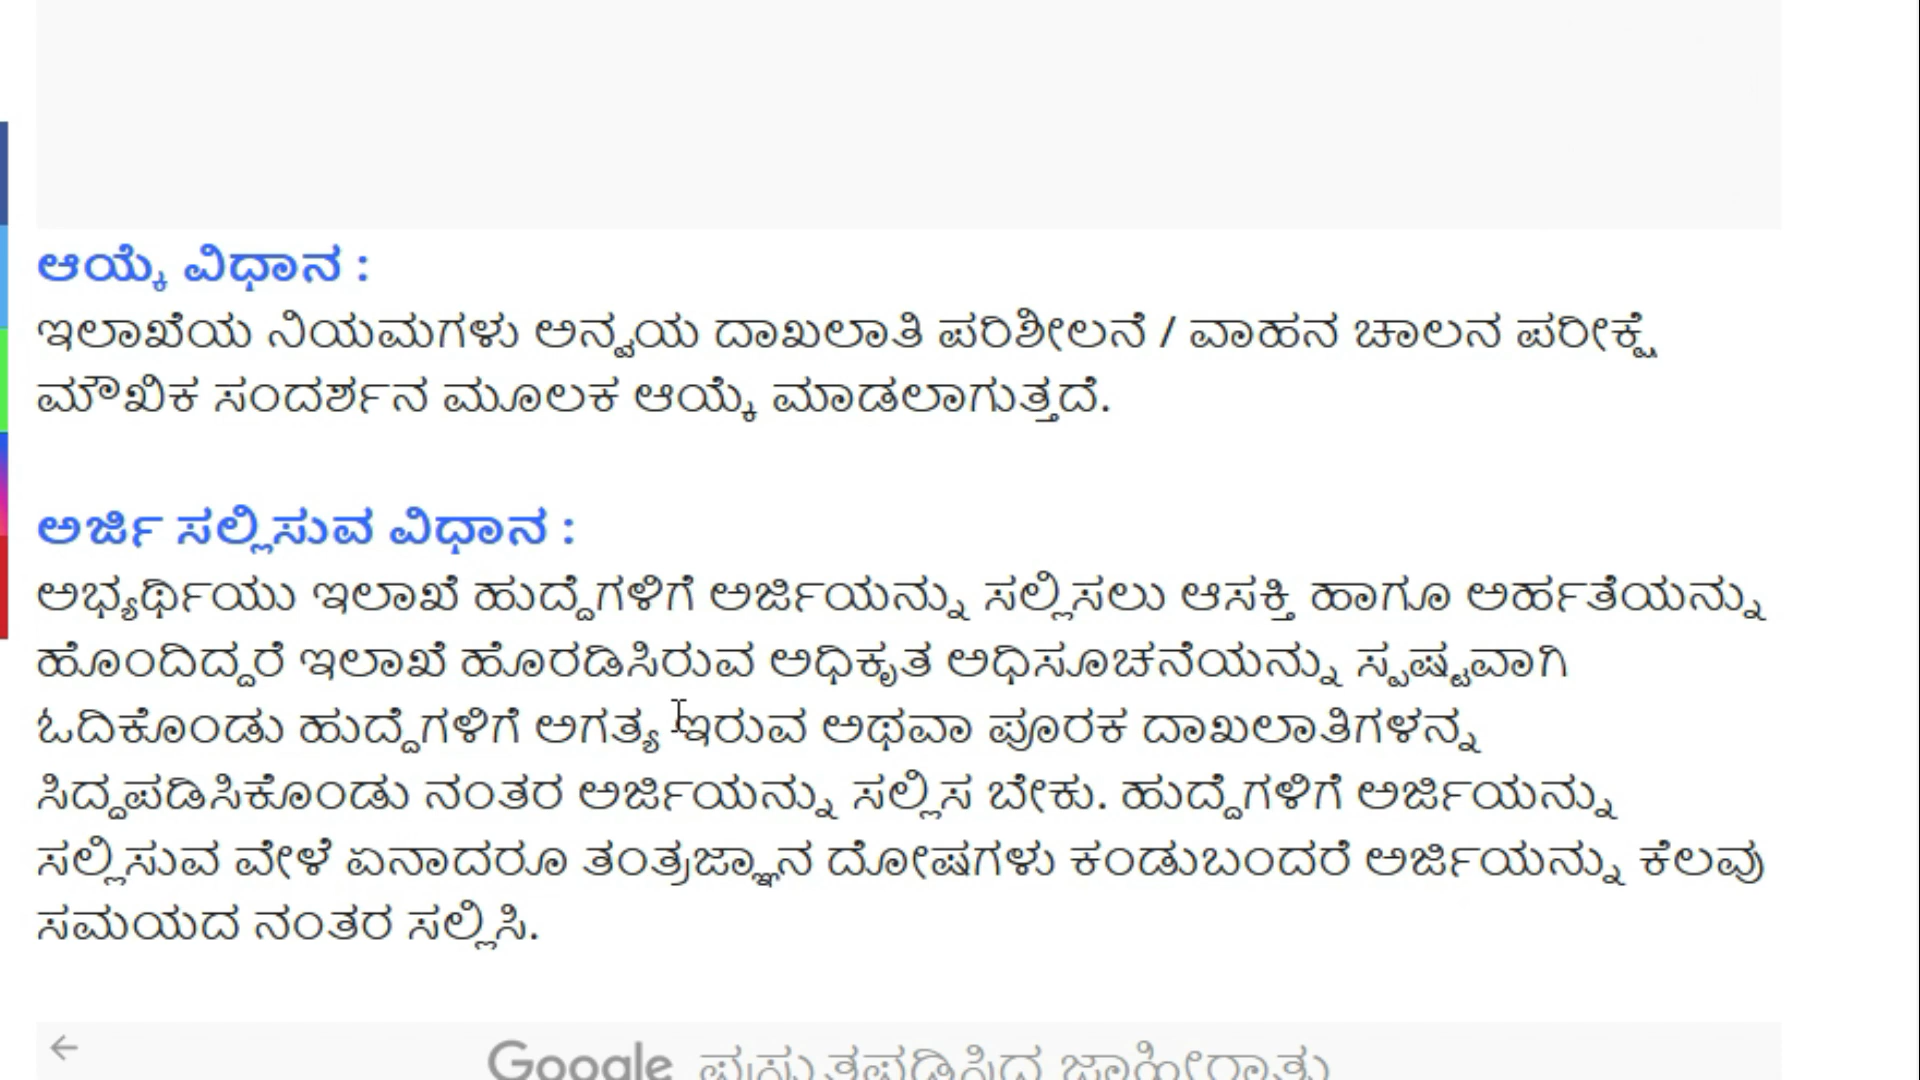 ಆಯ್ಕೆ ವಿಧಾನ :
ಇಲಾಖೆಯ ನಿಯಮಗಳು ಅನ್ವಯ ದಾಖಲಾತಿ ಪರಿಶೀಲನೆ / ವಾಹನ ಚಾಲನ ಪರೀಕ್ಷೆ
ಮೌಖಿಕ ಸಂದರ್ಶನ ಮೂಲಕ ಆಯ್ಕೆ ಮಾಡಲಾಗುತ್ತದೆ.
ಅರ್ಜಿ ಸಲ್ಲಿಸುವ ವಿಧಾನ :
ಅಭ್ಯರ್ಥಿಯು ಇಲಾಖೆ ಹುದ್ದೆಗಳಿಗೆ ಅರ್ಜಿಯನ್ನು ಸಲ್ಲಿಸಲು ಆಸಕ್ತಿ ಹಾಗೂ ಅರ್ಹತೆಯನ್ನು
ಹೊಂದಿದ್ದರೆ ಇಲಾಖೆ ಹೊರಡಿಸಿರುವ ಅಧಿಕೃತ ಅಧಿಸೂಚನೆಯನ್ನು ಸ್ಪಷ್ಟವಾಗಿ
ಓದಿಕೊಂಡು ಹುದ್ದೆಗಳಿಗೆ ಅಗತ್ಯ ಇರುವ ಅಥವಾ ಪೂರಕ ದಾಖಲಾತಿಗಳನ್ನ
ಸಿದ್ದಪಡಿಸಿಕೊಂಡು ನಂತರ ಅರ್ಜಿಯನ್ನು ಸಲ್ಲಿಸ ಬೇಕು. ಹುದ್ದೆಗಳಿಗೆ ಅರ್ಜಿಯನ್ನು
ಸಲ್ಲಿಸುವ ವೇಳೆ ಏನಾದರೂ ತಂತ್ರಜ್ಞಾನ ದೋಷಗಳು ಕಂಡುಬಂದರೆ ಅರ್ಜಿಯನ್ನು ಕೆಲವು
ಸಮಯದ ನಂತರ ಸಲ್ಲಿಸಿ.
Google ಪ್ರಸ್ತುತಪಡಿಸಿದ ಜಾಹೀರಾತು